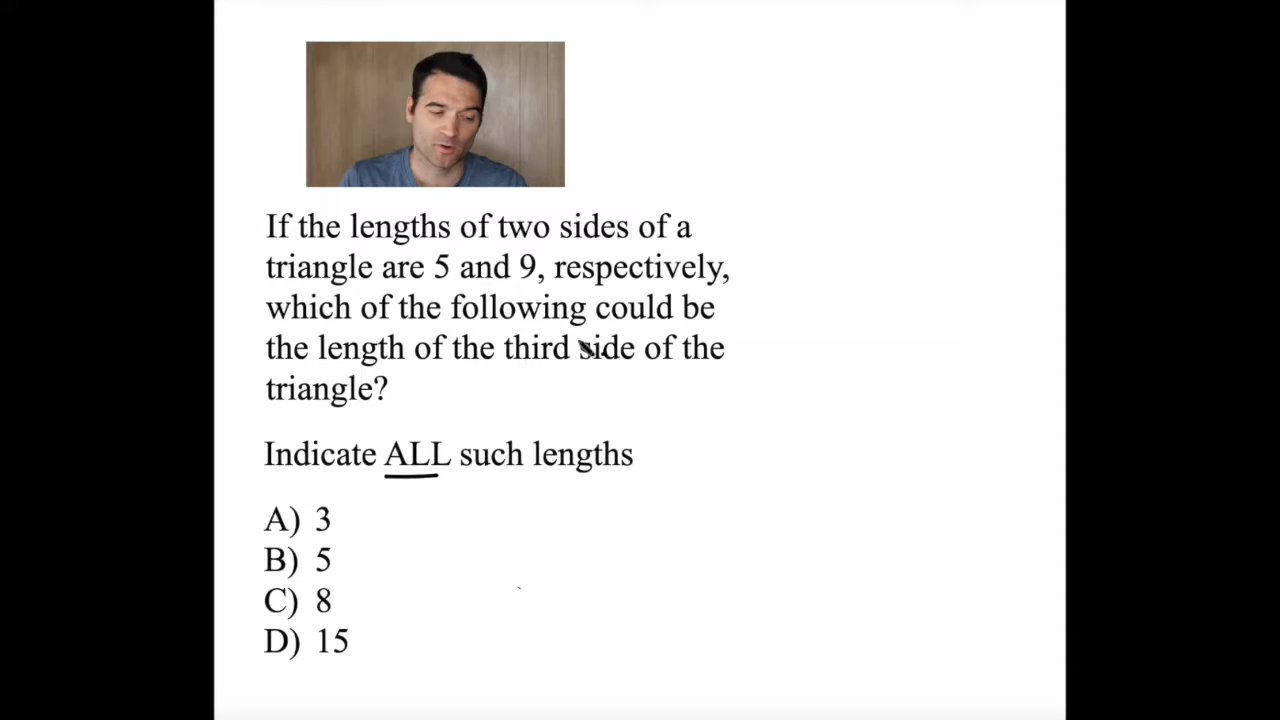 If the lengths of two sides of a
triangle are 5 and 9, respectively,
which of the following could be
the length of the third side of the
triangle?
Indicate ALL such lengths
A) 3
B) 5
C) 8
D) 15